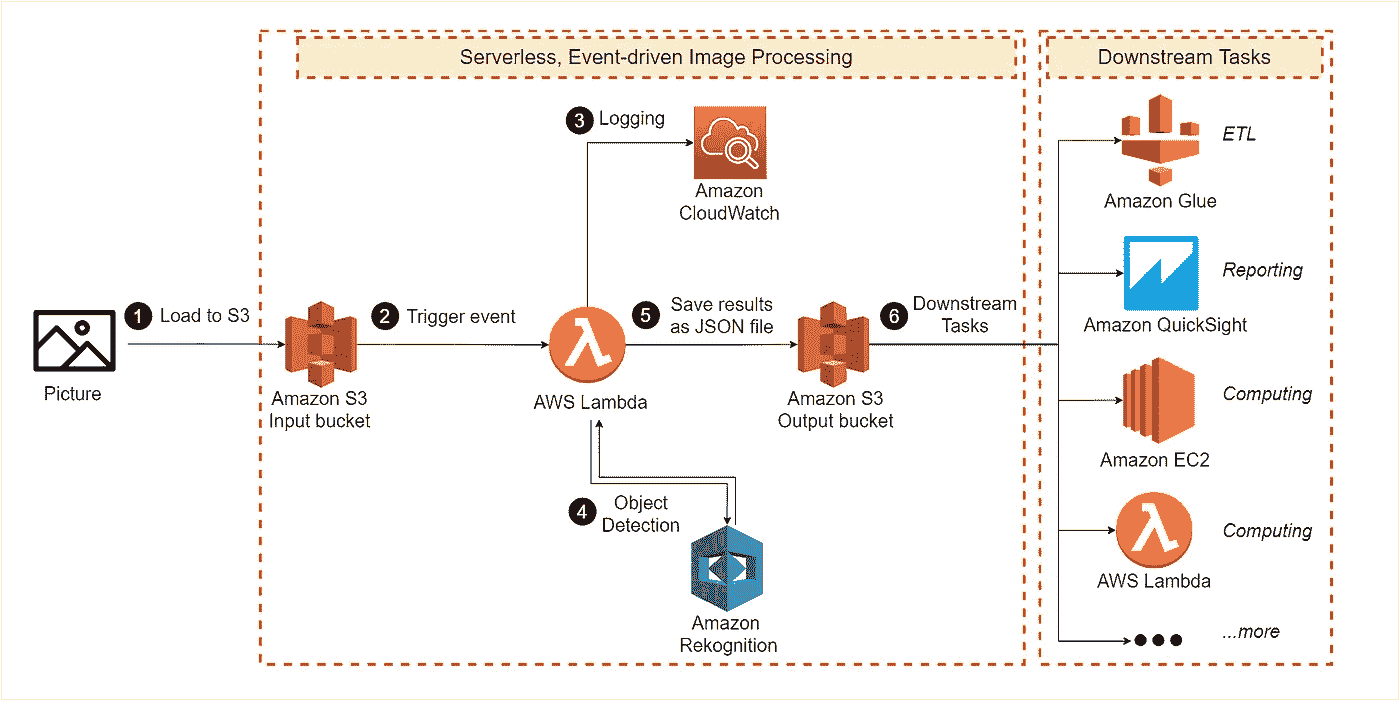 Serverless, Event-driven Image Processing
Downstream Tasks
3 Logging
Amazon
CloudWatch
ETL
Amazon Glue
Reporting
Amazon QuickSight
1 Load to S3
Picture
2 Trigger event
Amazon S3
Input bucket
AWS Lambda
5 Save results
as JSON file
Amazon S3
Output bucket
6 Downstream
Tasks
Computing
Amazon EC2
4 Object
Detection
Amazon
Rekognition
Computing
AWS Lambda
...more